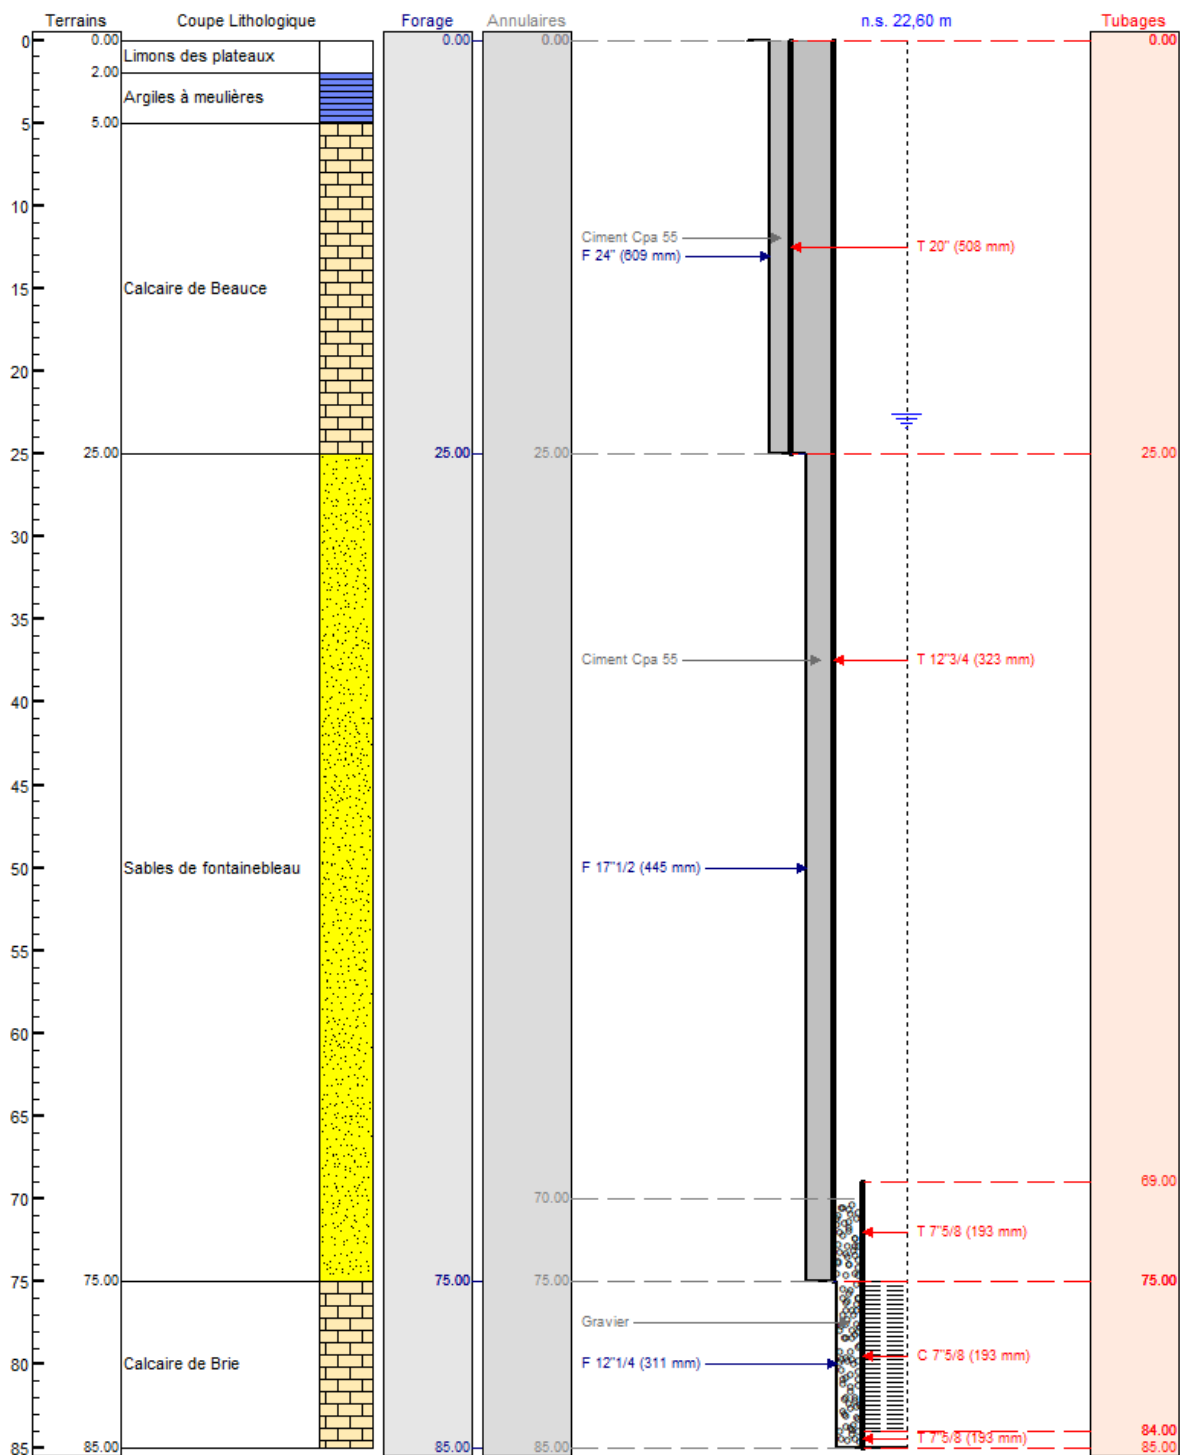 Terrains Coupe Lithologique Forage Annulaires n.s. 22,60 m Tubages
0 0.00 0.00 0.00 0.00
Limons des plateaux
2.00
Argiles à meulières
5 5.00
10
Ciment Cpa 55
F 24" (609 mm) T 20" (508 mm)
15 Calcaire de Beauce
20
25 25.00 25.00 25.00 25.00
30
35
Ciment Cpa 55 T 12"3/4 (323 mm)
40
45
50 Sables de fontainebleau F 17"1/2 (445 mm)
55
60
65
69.00
70 70.00
T 7"5/8 (193 mm)
75 75.00 75.00 75.00 75.00
Gravier
80 Calcaire de Brie F 12"1/4 (311 mm) C 7"5/8 (193 mm)
84.00
T 7"5/8 (193 mm)
85 85.00 85.00 85.00 85.00